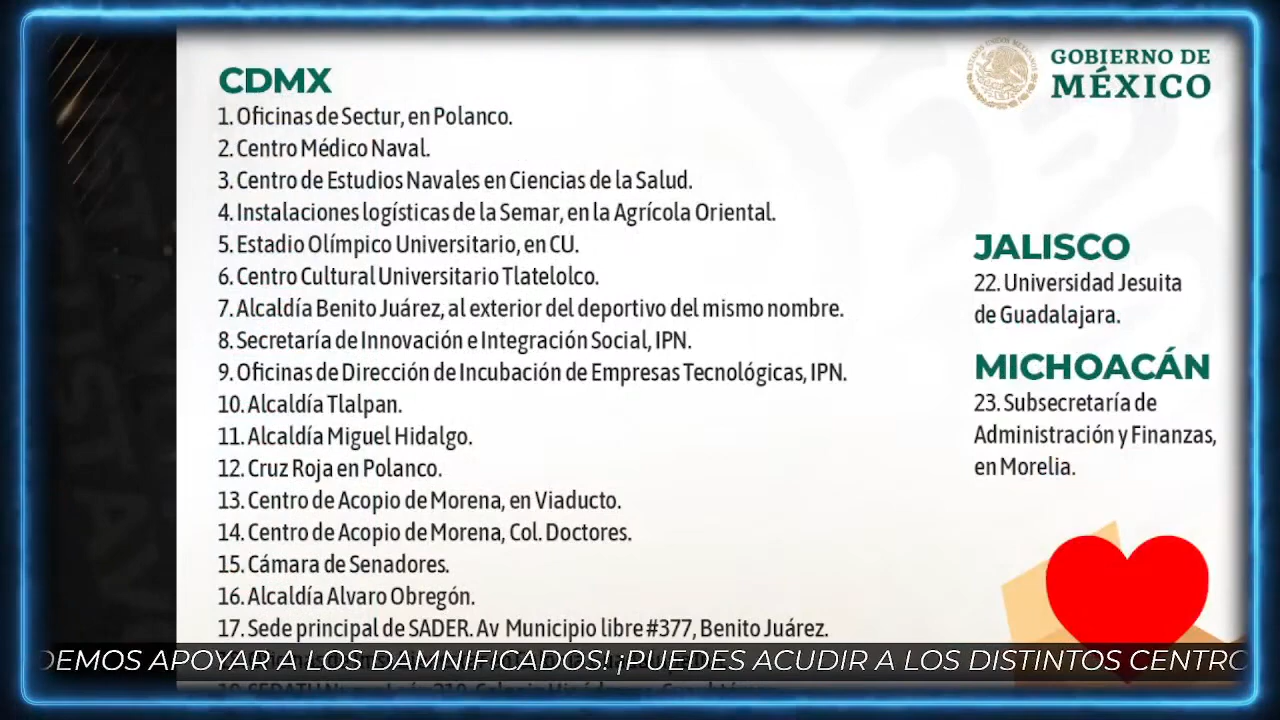 CDMX
1. Oficinas de Sectur, en Polanco.
2. Centro Médico Naval.
3. Centro de Estudios Navales en Ciencias de la Salud.
4. Instalaciones logísticas de la Semar, en la Agrícola Oriental.
5. Estadio Olímpico Universitario, en CU.
6. Centro Cultural Universitario Tlatelolco.
7. Alcaldía Benito Juárez, al exterior del deportivo del mismo nombre.
8. Secretaría de Innovación e Integración Social, IPN.
9. Oficinas de Dirección de Incubación de Empresas Tecnológicas, IPN.
10. Alcaldía Tlalpan.
11. Alcaldía Miguel Hidalgo.
12. Cruz Roja en Polanco.
13. Centro de Acopio de Morena, en Viaducto.
14. Centro de Acopio de Morena, Col. Doctores.
15. Cámara de Senadores.
16. Alcaldía Alvaro Obregón.
17. Sede principal de SADER. Av Municipio libre #377, Benito Juárez.
GOBIERNO DE
MÉXICO
JALISCO
22. Universidad Jesuita
de Guadalajara.
MICHOACÁN
23. Subsecretaría de
Administración y Finanzas,
en Morelia.
DEMOS APOYAR A LOS DAMNIFICADOS! ¡PUEDES ACUDIR A LOS DISTINTOS CENTRO